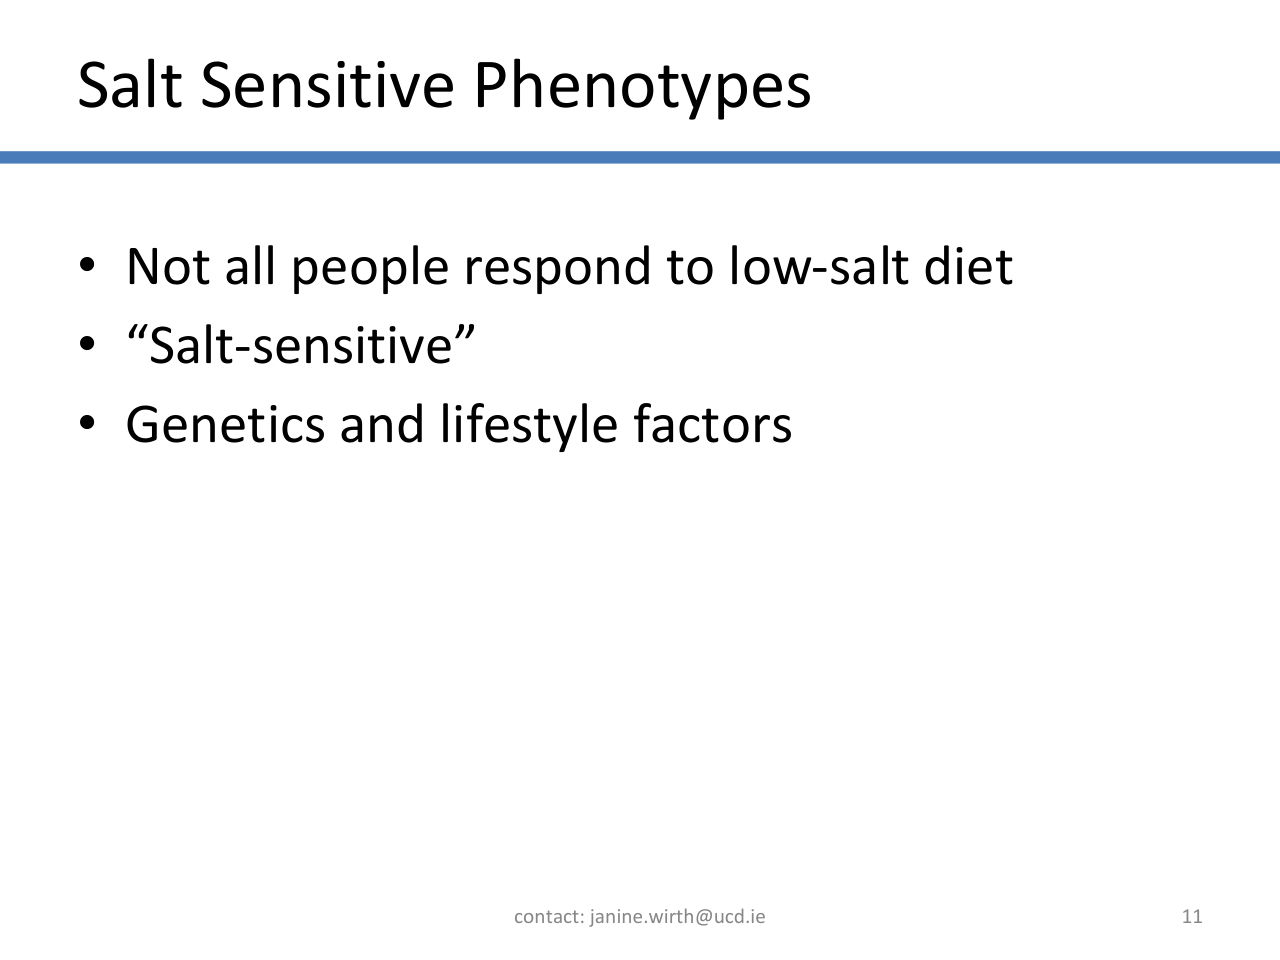 Salt Sensitive Phenotypes
• Not all people respond to low-salt diet
• “Salt-sensitive”
• Genetics and lifestyle factors
contact: janine.wirth@ucd.ie
11